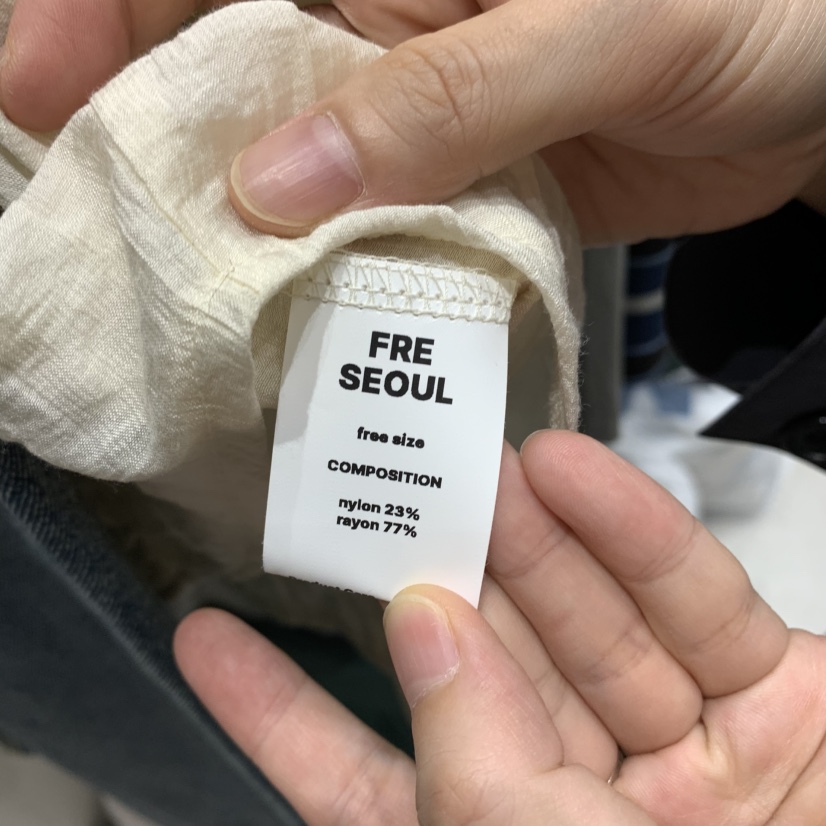 FRE
SEOUL
free size
COMPOSITION
nylon 23%
rayon 77%